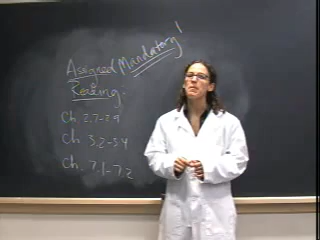 Assigned Mandatory!
Reading:
Ch 2.7-2.9
Ch 3.2-3.4
Ch. 7.1-7.2